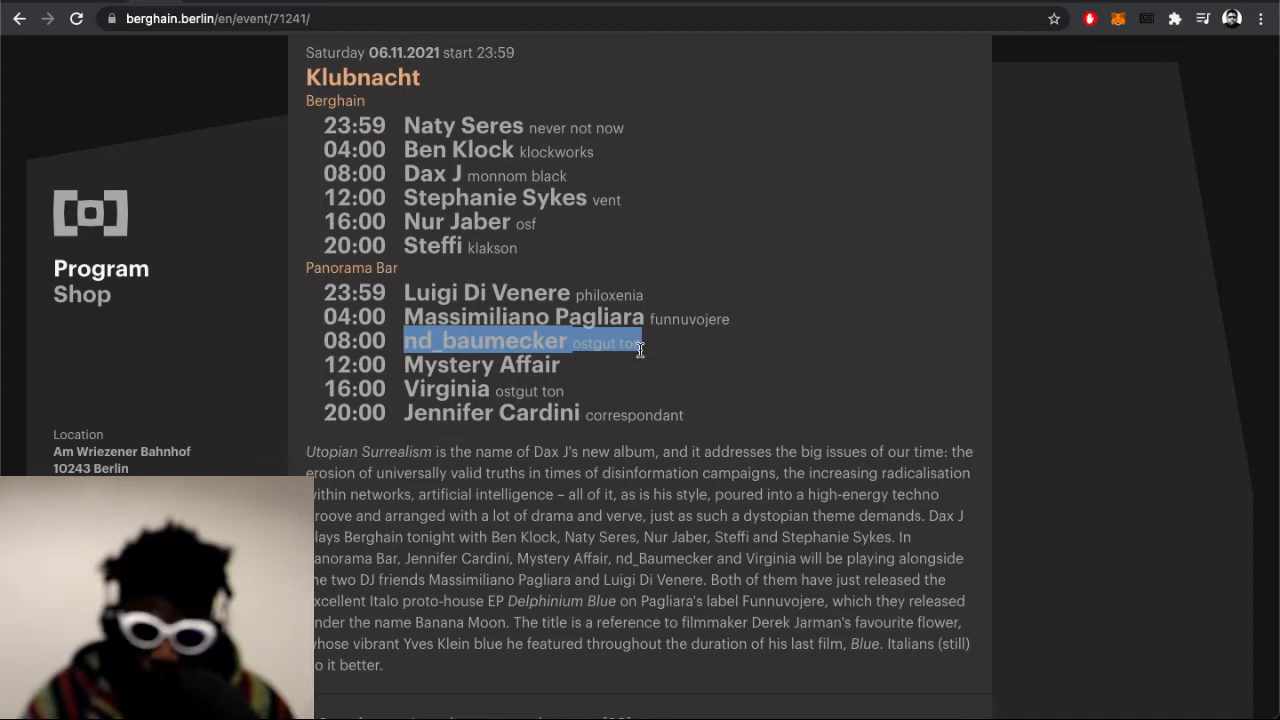 berghain.berlin/en/event/71241/
Saturday 06.11.2021 start 23:59
Klubnacht
Berghain
23:59 Naty Seres never not now
04:00 Ben Klock klockworks
08:00 Dax J monnom black
12:00 Stephanie Sykes vent
16:00 Nur Jaber osf
20:00 Steffi klakson
Panorama Bar
23:59 Luigi Di Venere philoxenia
04:00 Massimiliano Pagliara funnuvojere
08:00 nd_baumecker ostgut ton
12:00 Mystery Affair
16:00 Virginia ostgut ton
20:00 Jennifer Cardini correspondant
Utopian Surrealism is the name of Dax J's new album, and it addresses the big issues of our time: the
erosion of universally valid truths in times of disinformation campaigns, the increasing radicalisation
within networks, artificial intelligence – all of it, as is his style, poured into a high-energy techno
groove and arranged with a lot of drama and verve, just as such a dystopian theme demands. Dax J
plays Berghain tonight with Ben Klock, Naty Seres, Nur Jaber, Steffi and Stephanie Sykes. In
Panorama Bar, Jennifer Cardini, Mystery Affair, nd_Baumecker and Virginia will be playing alongside
the two DJ friends Massimiliano Pagliara and Luigi Di Venere. Both of them have just released the
excellent Italo proto-house EP Delphinium Blue on Pagliara's label Funnuvojere, which they released
under the name Banana Moon. The title is a reference to filmmaker Derek Jarman's favourite flower,
whose vibrant Yves Klein blue he featured throughout the duration of his last film, Blue. Italians (still)
do it better.
Program
Shop
Location
Am Wriezener Bahnhof
10243 Berlin